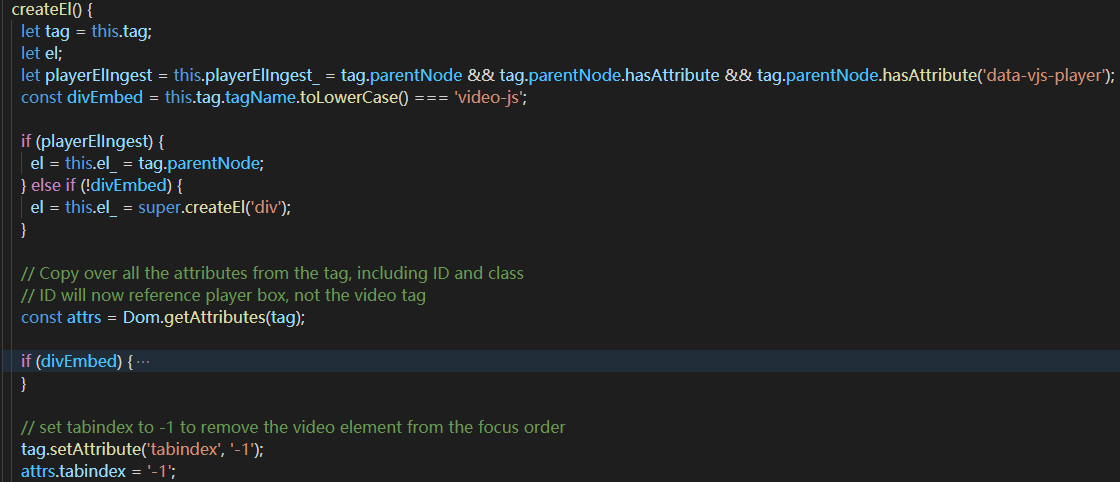 createEl() {
let tag = this.tag;
let el;
let playerElIngest = this.playerElIngest_ = tag.parentNode && tag.parentNode.hasAttribute && tag.parentNode.hasAttribute('data-vjs-player');
const divEmbed = this.tag.tagName.toLowerCase() === 'video-js';
if (playerElIngest) {
el = this.el_ = tag.parentNode;
} else if (!divEmbed) {
el = this.el_ = super.createEl('div');
}
// Copy over all the attributes from the tag, including ID and class
// ID will now reference player box, not the video tag
const attrs = Dom.getAttributes(tag);
if (divEmbed) { ···
}
// set tabindex to -1 to remove the video element from the focus order
tag.setAttribute('tabindex', '-1');
attrs.tabindex = '-1';